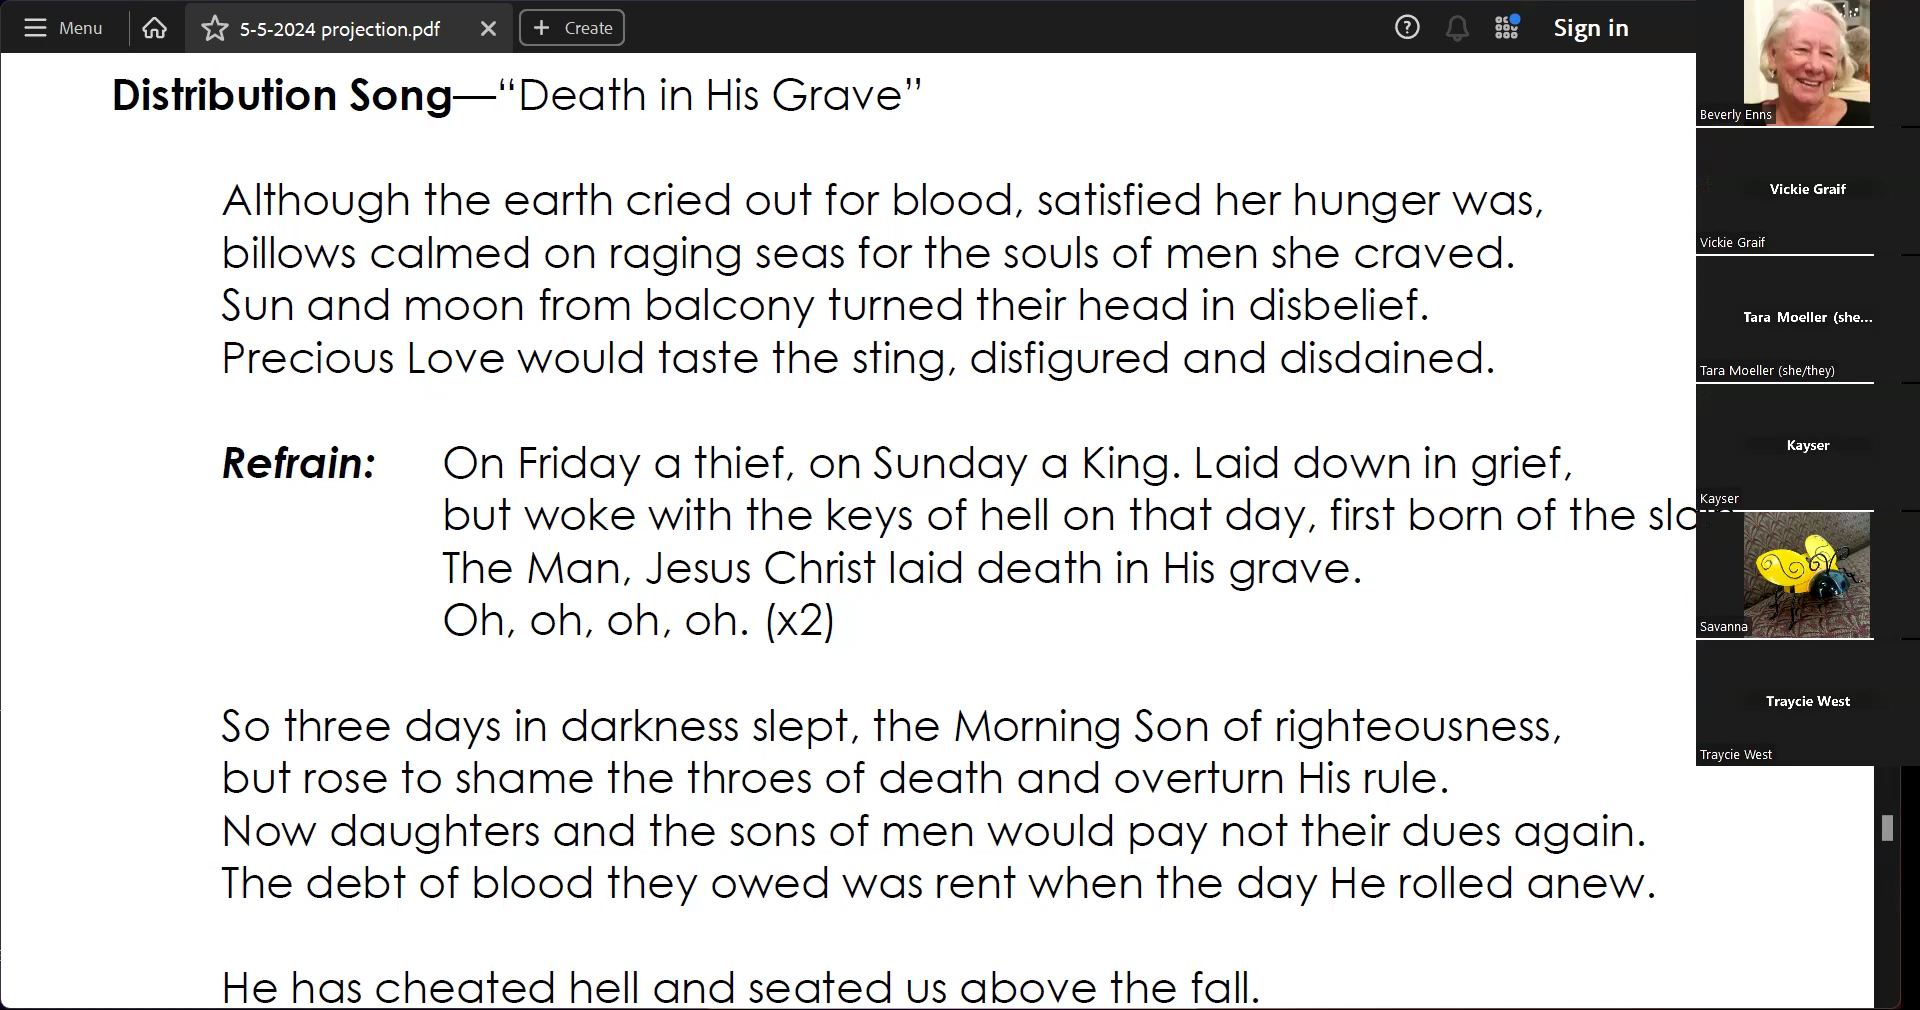 Menu
5-5-2024 projection.pdf
Create
Sign in
Distribution Song—“Death in His Grave”
Although the earth cried out for blood, satisfied her hunger was,
billows calmed on raging seas for the souls of men she craved.
Sun and moon from balcony turned their head in disbelief.
Precious Love would taste the sting, disfigured and disdained.
Refrain: On Friday a thief, on Sunday a King. Laid down in grief,
but woke with the keys of hell on that day, first born of the
The Man, Jesus Christ laid death in His grave.
Oh, oh, oh, oh. (x2)
So three days in darkness slept, the Morning Son of righteousness,
but rose to shame the throes of death and overturn His rule.
Now daughters and the sons of men would pay not their dues again.
The debt of blood they owed was rent when the day He rolled anew.
He has cheated hell and seated us above the fall.
Beverly Enns
Vickie Graif
Vickie Graif
Tara Moeller (she...
Tara Moeller (she/they)
Kayser
Kayser
Savanna
Traycie West
Traycie West